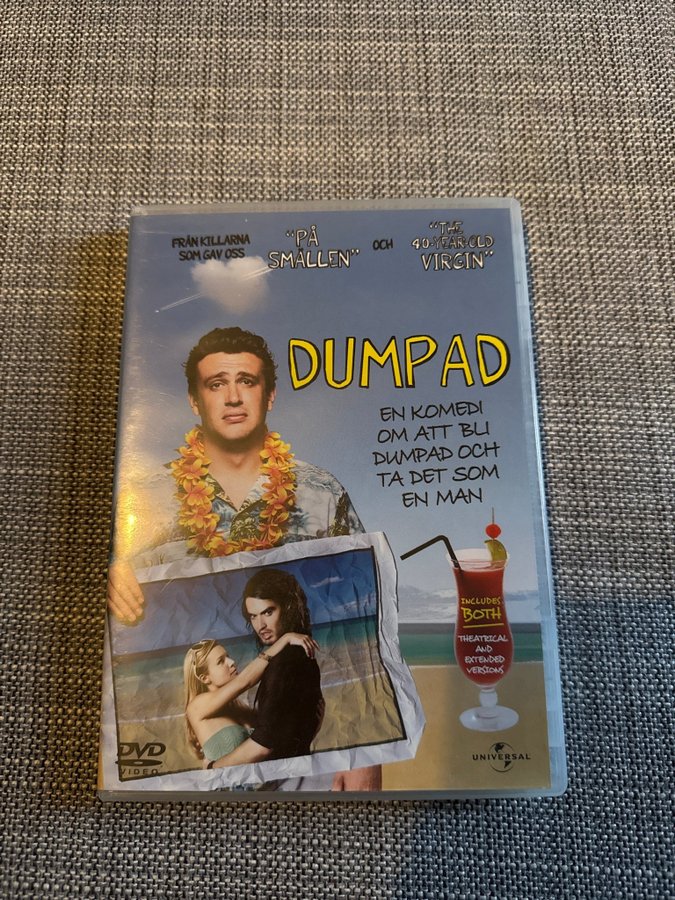 FRÅN KILLARNA
SOM GAV OSS
"PÅ
SMÄLLEN"
OCH
"THE
40-YEAR-OLD
VIRGIN"
DUMPAD
EN KOMEDI
OM ATT BLI
DUMPAD OCH
TA DET SOM
EN MAN
INCLUDES
BOTH
THEATRICAL
AND
EXTENDED
VERSIONS
DVD
VIDEO
UNIVERSAL